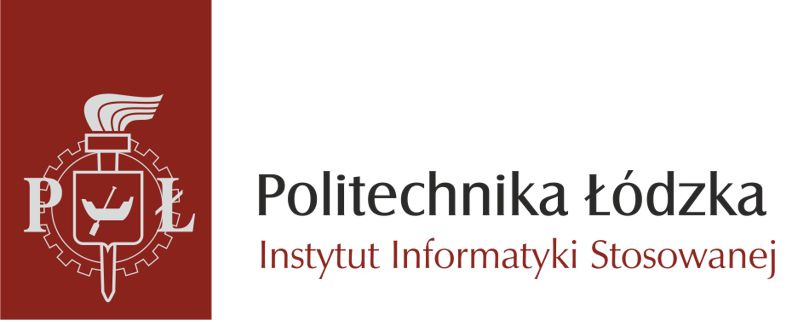 P Ł
Politechnika Łódzka
Instytut Informatyki Stosowanej